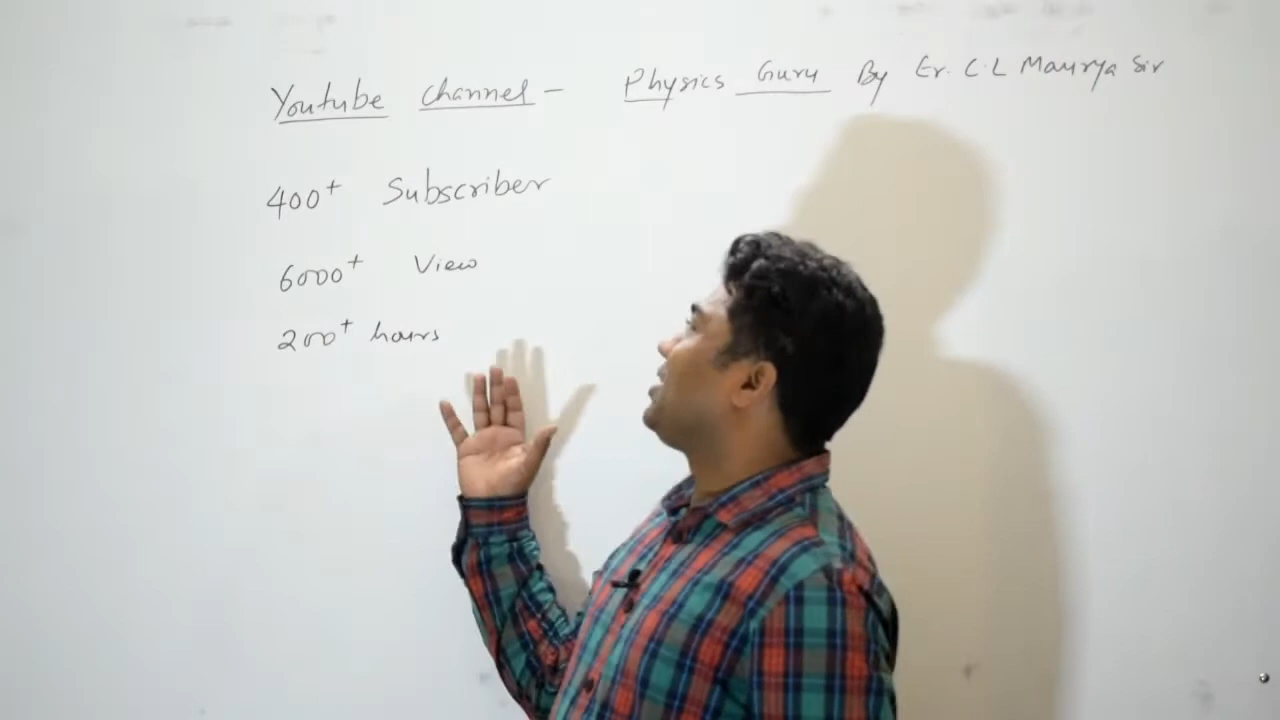 Youtube Channel - Physics Guru By Er. C.L Maurya Sir
400+ Subscriber
6000+ View
200+ hours